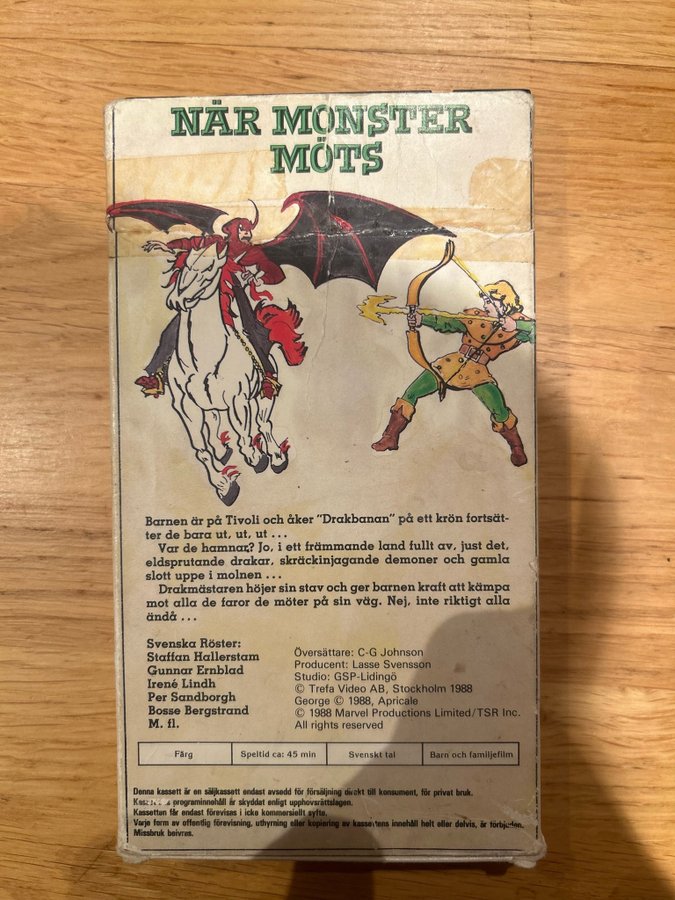 NÄR MONSTER
MÖTS
Barnen är på Tivoli och åker "Drakbanan" på ett krön fortsät-
ter de bara ut, ut, ut . . .
Var de hamnar? Jo, i ett främmande land fullt av, just det,
eldsprutande drakar, skräckinjagande demoner och gamla
slott uppe i molnen . . .
Drakmästaren höjer sin stav och ger barnen kraft att kämpa
mot alla de faror de möter på sin väg. Nej, inte riktigt alla
ändå . . .
Svenska Röster:
Staffan Hallerstam
Gunnar Ernblad
Irené Lindh
Per Sandborgh
Bosse Bergstrand
M. fl.
Översättare: C-G Johnson
Producent: Lasse Svensson
Studio: GSP-Lidingö
© Trefa Video AB, Stockholm 1988
George © 1988, Apricale
© 1988 Marvel Productions Limited/TSR Inc.
All rights reserved
Färg
Speltid ca: 45 min
Svenskt tal
Barn och familjefilm
Denna kassett är en säljkassett endast avsedd för försäljning direkt till konsument, för privat bruk.
programinnehåll är skyddat enligt upphovsrättslagen.
Kassetten får endast förevisas i icke kommersiellt syfte.
Varje form av offentlig förevisning, uthyrning eller kopiering av kassettens innehåll helt eller delvis, är förbjuden.
Missbruk beivras.